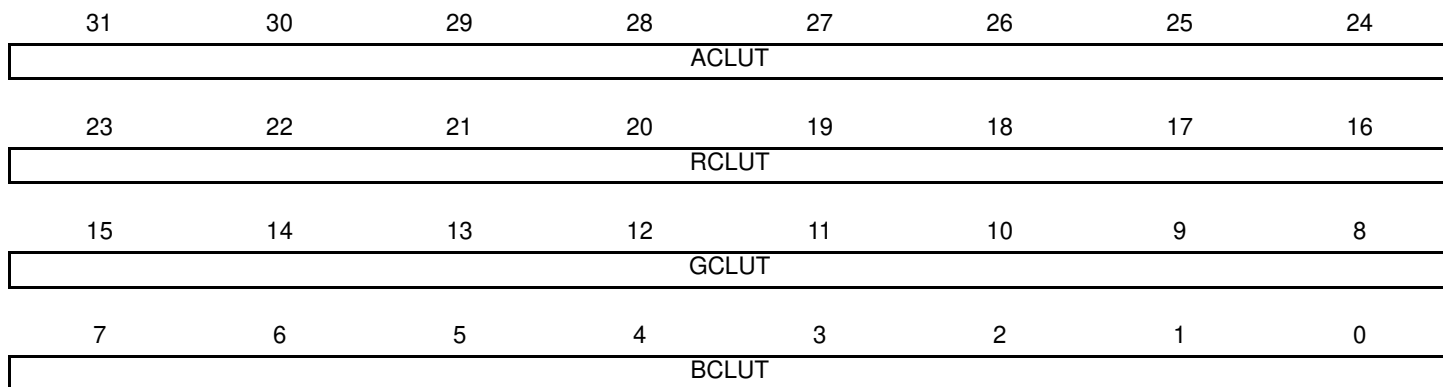 31 30 29 28 27 26 25 24
ACLUT
23 22 21 20 19 18 17 16
RCLUT
15 14 13 12 11 10 9 8
GCLUT
7 6 5 4 3 2 1 0
BCLUT